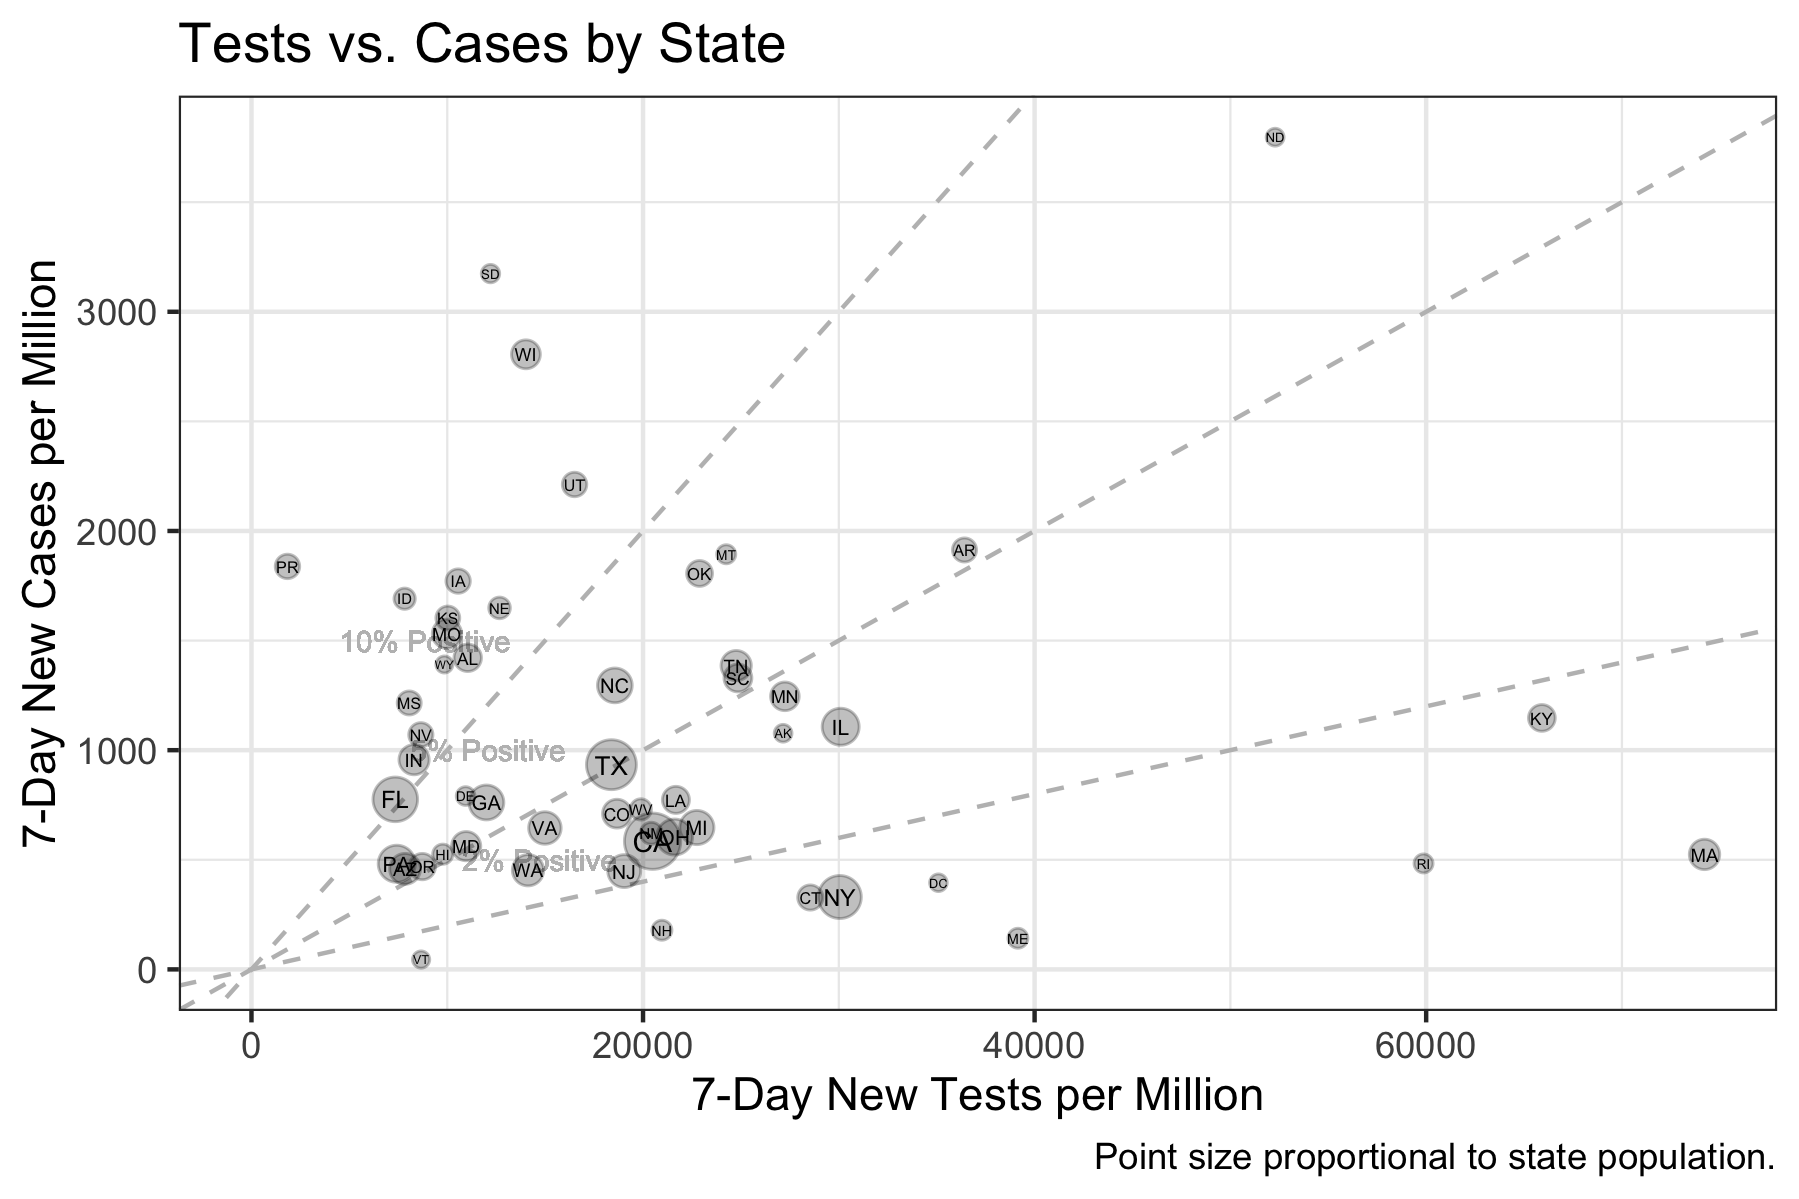 Tests vs. Cases by State
7-Day New Cases per Million
3000
2000
1000
0
ND
SD
WI
UT
PR
ID
IA
NE
KS
MO
10% Positive
WY
AL
MS
NV
% Positive
IN
FL
DE
GA
MT
OK
AR
NC
TN
SC
MN
AK
IL
KY
TX
CO
WV
LA
VA
NM
CA
OH
MI
PA
AZ
OR
HI
MD
2% Positive
WA
NJ
CT
NY
DC
RI
MA
NH
ME
VT
0
20000
40000
60000
7-Day New Tests per Million
Point size proportional to state population.